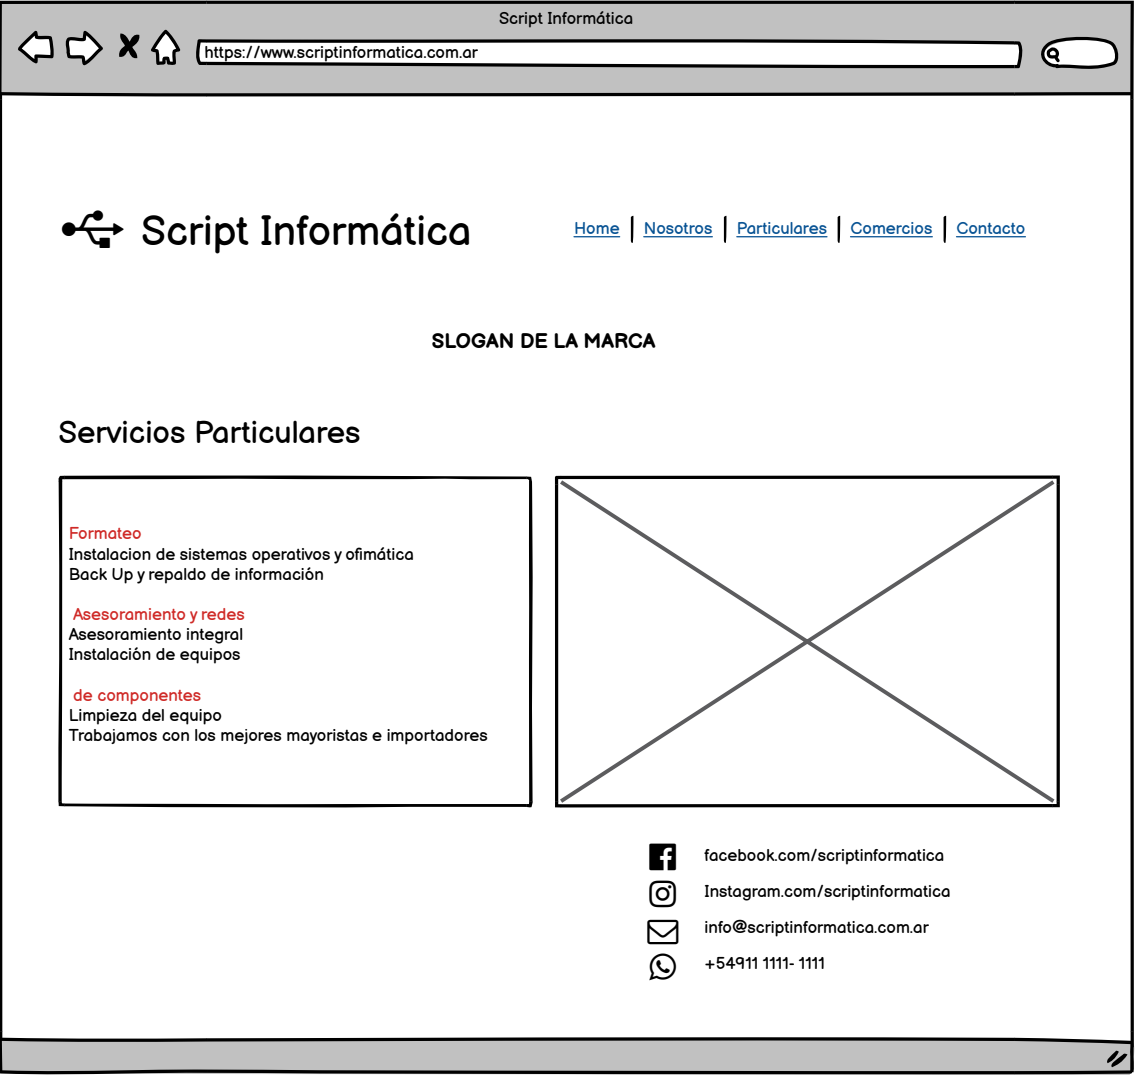 Script Informática
https://www.scriptinformatica.com.ar
Script Informática
Home | Nosotros | Particulares | Comercios | Contacto
SLOGAN DE LA MARCA
Servicios Particulares
Formateo
Instalacion de sistemas operativos y ofimática
Back Up y repaldo de información
Asesoramiento y redes
Asesoramiento integral
Instalación de equipos
de componentes
Limpieza del equipo
Trabajamos con los mejores mayoristas e importadores
facebook.com/scriptinformatica
Instagram.com/scriptinformatica
info@scriptinformatica.com.ar
+54911 1111- 1111